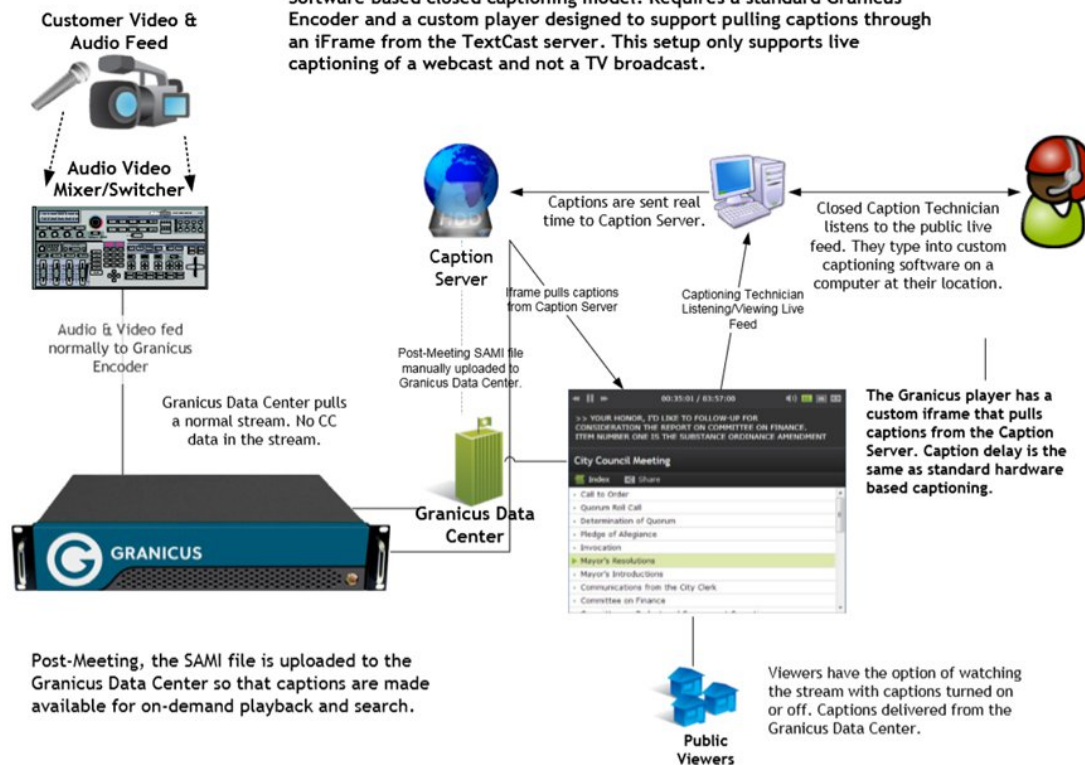 Customer Video &
Audio Feed
Software based closed captioning model. Requires a standard Granicus
Encoder and a custom player designed to support pulling captions through
an iFrame from the TextCast server. This setup only supports live
captioning of a webcast and not a TV broadcast.
Audio Video
Mixer/Switcher
HDD
Captions are sent real
time to Caption Server.
Closed Caption Technician
listens to the public live
feed. They type into custom
captioning software on a
computer at their location.
Caption
Server
Iframe pulls captions
from Caption Server
Captioning Technician
Listening/Viewing Live
Feed
Audio & Video fed
normally to Granicus
Encoder
Post-Meeting SAMI file
manually uploaded to
Granicus Data Center.
Granicus Data Center pulls
a normal stream. No CC
data in the stream.
The Granicus player has a
custom iframe that pulls
captions from the Caption
Server. Caption delay is the
same as standard hardware
based captioning.
00:35:01 / 03:57:00
>> YOUR HONOR, I'D LIKE TO FOLLOW-UP FOR
CONSIDERATION THE REPORT ON COMMITTEE ON FINANCE.
ITEM NUMBER ONE IS THE SUBSTANCE ORDINANCE AMENDMENT
City Council Meeting
Index Share
Call to Order
Quorum Roll Call
Determination of Quorum
Pledge of Allegiance
Invocation
Mayor's Resolutions
Mayor's Introductions
Communications from the City Clerk
Committee on Finance
Granicus Data
Center
GRANICUS
Post-Meeting, the SAMI file is uploaded to the
Granicus Data Center so that captions are made
available for on-demand playback and search.
Viewers have the option of watching
the stream with captions turned on
or off. Captions delivered from the
Granicus Data Center.
Public
Viewers